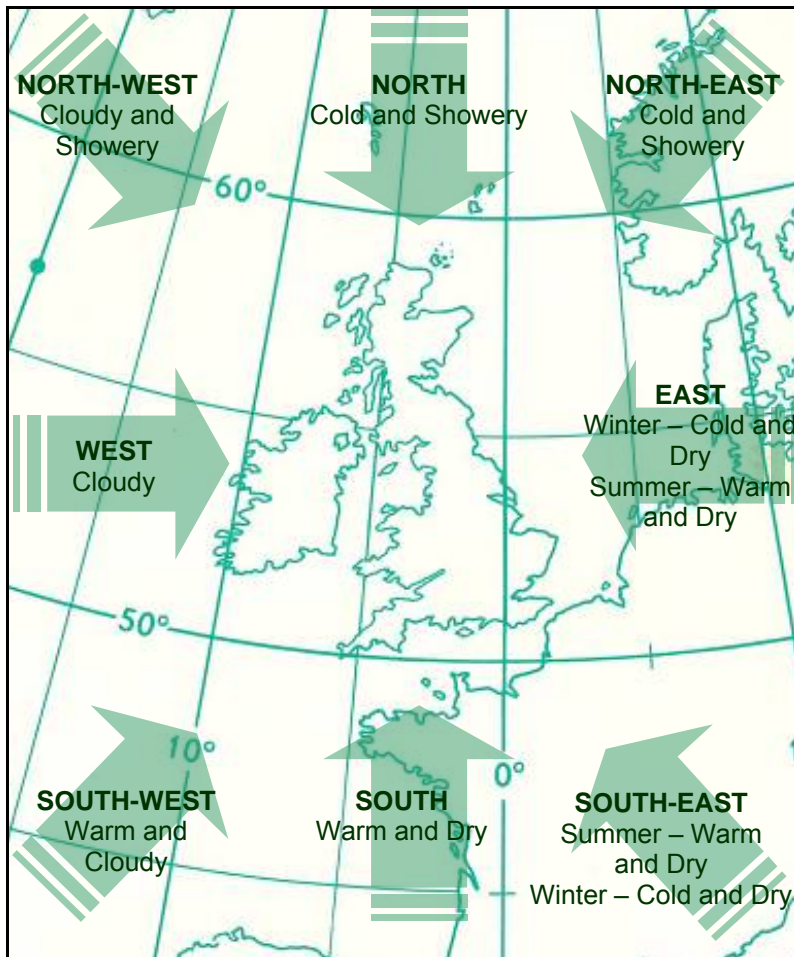 NORTH-WEST
Cloudy and
Showery
NORTH
Cold and Showery
NORTH-EAST
Cold and
Showery
60°
WEST
Cloudy
EAST
Winter – Cold and
Dry
Summer – Warm
and Dry
50°
10°
0°
SOUTH-WEST
Warm and
Cloudy
SOUTH
Warm and Dry
SOUTH-EAST
Summer – Warm
and Dry
Winter – Cold and Dry